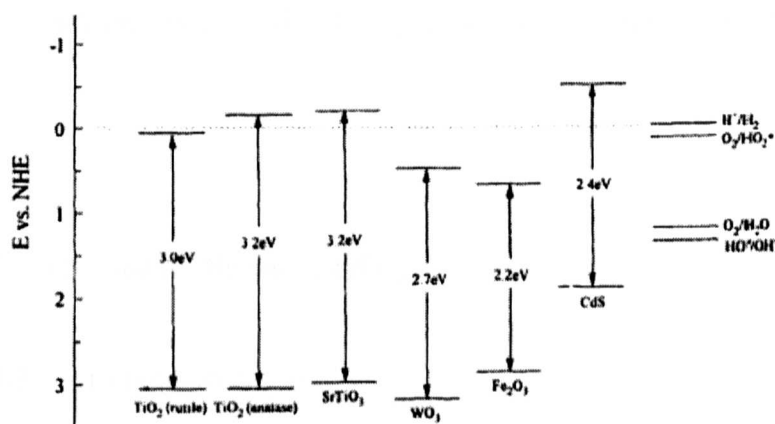 E vs. NHE
-1
0
1
2
3
3.0eV
3.2eV
3.2eV
2.7eV
2.2eV
2.4eV
TiO2 (rutile)
TiO2 (anatase)
SrTiO3
WO3
Fe2O3
CdS
H+/H2
O2/HO2•
O2/H2O
HO•/OH